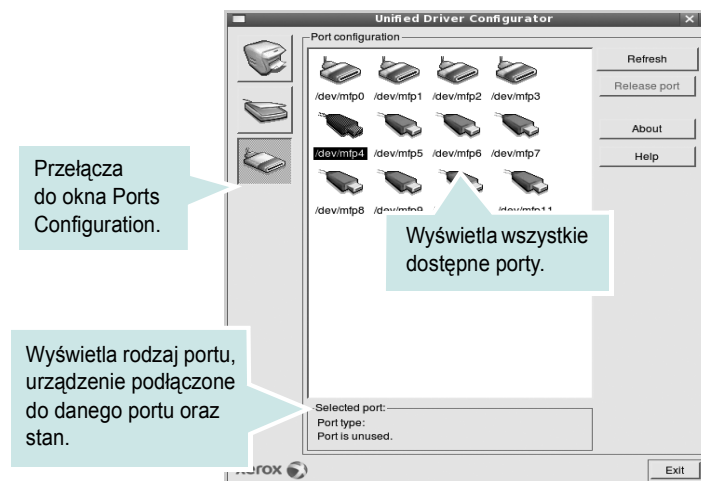 Unified Driver Configurator
Port configuration
/dev/mfp0 /dev/mfp1 /dev/mfp2 /dev/mfp3
/dev/mfp4 /dev/mfp5 /dev/mfp6 /dev/mfp7
/dev/mfp8 /dev/mfp9 /dev/mfp11
Refresh
Release port
About
Help
Przełącza
do okna Ports
Configuration.
Wyświetla wszystkie
dostępne porty.
Wyświetla rodzaj portu,
urządzenie podłączone
do danego portu oraz
stan.
Selected port:
Port type:
Port is unused.
xerox
Exit